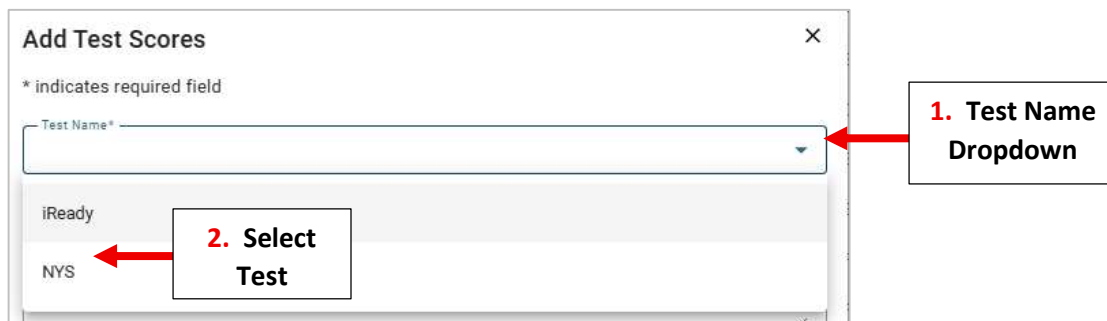 Add Test Scores
* indicates required field
Test Name*
1. Test Name
Dropdown
iReady
2. Select
Test
NYS